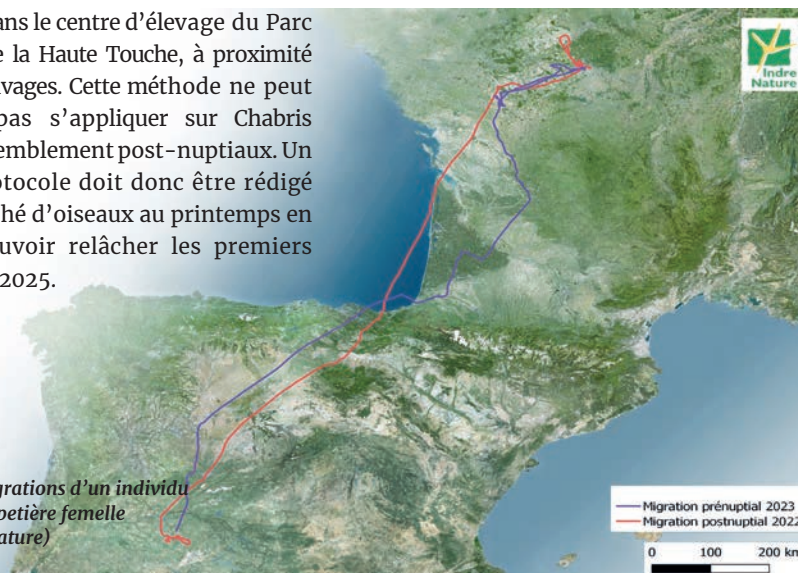 ans le centre d’élevage du Parc
e la Haute Touche, à proximité
vages. Cette méthode ne peut
pas s’appliquer sur Chabris
emblement post-nuptiaux. Un
otocole doit donc être rédigé
hé d’oiseaux au printemps en
uvoir relâcher les premiers
2025.
Indre
Nature
grations d’un individu
petière femelle
ature)
Migration prénuptial 2023
Migration postnuptial 2022
0 100 200 km